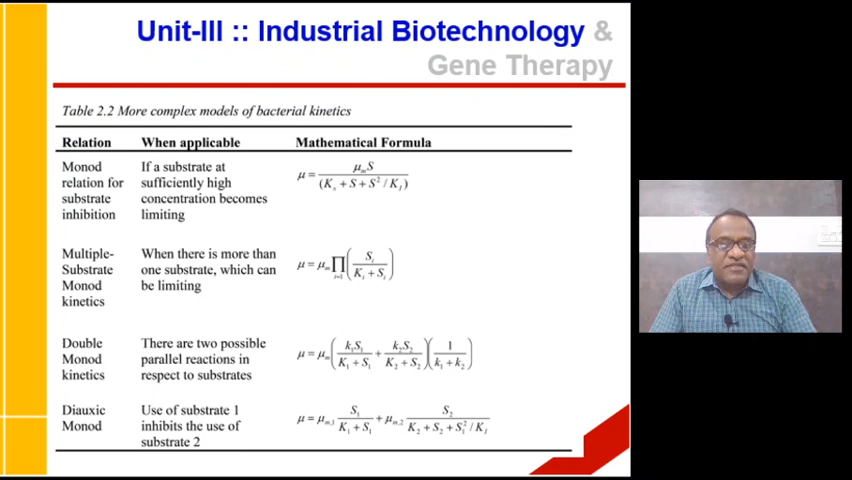 Unit-III :: Industrial Biotechnology &
Gene Therapy
Table 2.2 More complex models of bacterial kinetics
Relation When applicable Mathematical Formula
Monod relation for substrate inhibition
If a substrate at sufficiently high concentration becomes limiting
μ = μₘS / (Kₛ + S + S² / K_I)
Multiple-Substrate Monod kinetics
When there is more than one substrate, which can be limiting
μ = μₘ ∏ᵢ₌₁ (Sᵢ / (Kᵢ + Sᵢ))
Double Monod kinetics
There are two possible parallel reactions in respect to substrates
μ = μₘ (k₁S₁ / (K₁ + S₁) + k₂S₂ / (K₂ + S₂)) (1 / (k₁ + k₂))
Diauxic Monod
Use of substrate 1 inhibits the use of substrate 2
μ = μₘ,₁ S₁ / (K₁ + S₁) + μₘ,₂ S₂ / (K₂ + S₂ + S₁² / K_I)